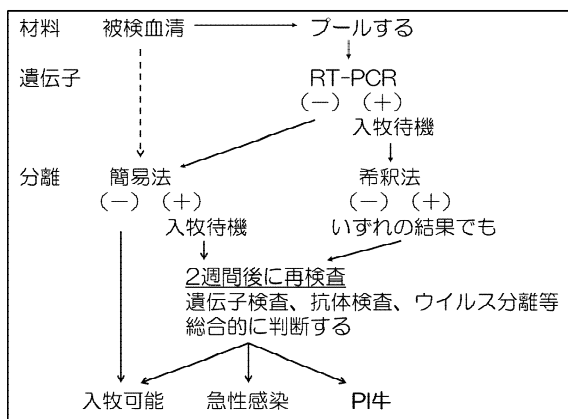 材料 被検血清 プールする
遺伝子 RT-PCR
(－) (＋)
入牧待機
分離 簡易法 希釈法
(－) (＋) (－) (＋)
入牧待機 いずれの結果でも
2週間後に再検査
遺伝子検査、抗体検査、ウイルス分離等
総合的に判断する
入牧可能 急性感染 PI牛